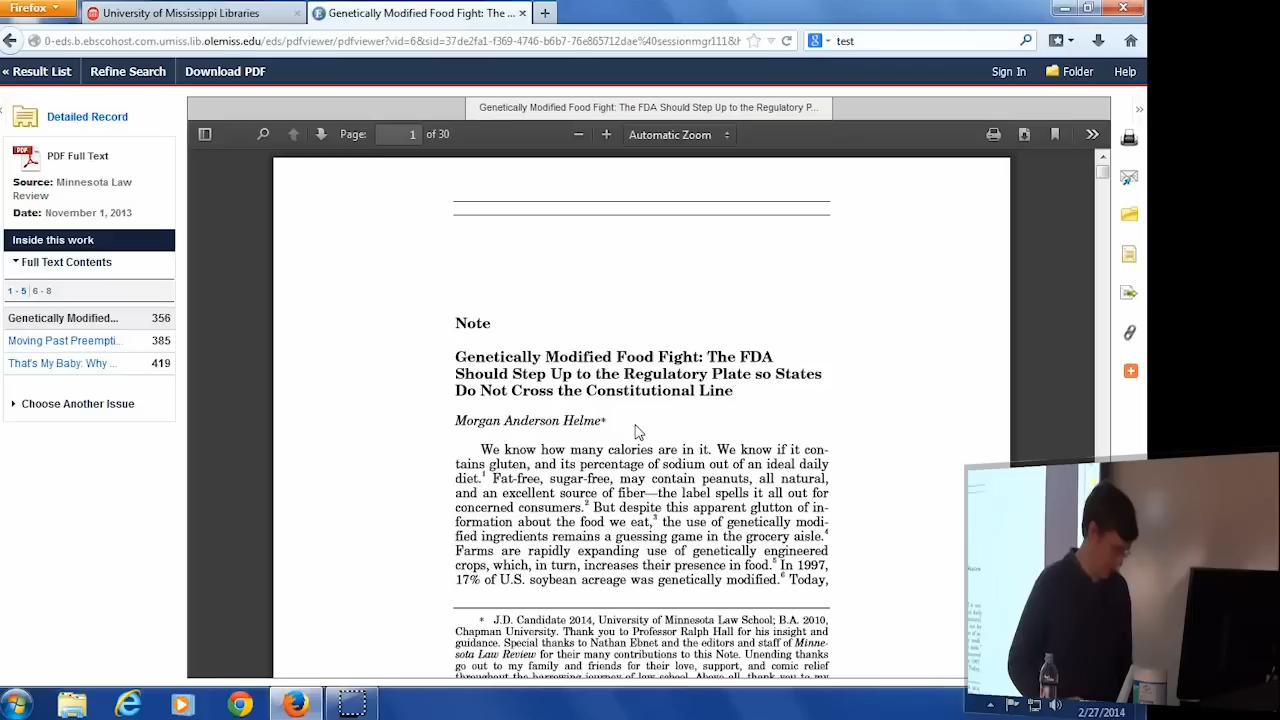 Firefox
University of Mississippi Libraries
Genetically Modified Food Fight: The ...
0-eds.b.ebscohost.com.umiss.lib.olemiss.edu/eds/pdfviewer/pdfviewer?vid=6&sid=37de2fa1-f369-4746-b6b7-76e865712dae%40sessionmgr111&h
test
« Result List
Refine Search
Download PDF
Sign In
Folder
Help
Detailed Record
PDF Full Text
Source: Minnesota Law
Review
Date: November 1, 2013
Inside this work
Full Text Contents
1 - 5 | 6 - 8
Genetically Modified... 356
Moving Past Preempti... 385
That's My Baby: Why ... 419
Choose Another Issue
Genetically Modified Food Fight: The FDA Should Step Up to the Regulatory P...
Page: 1 of 30
Automatic Zoom
Note
Genetically Modified Food Fight: The FDA
Should Step Up to the Regulatory Plate so States
Do Not Cross the Constitutional Line
Morgan Anderson Helme*
We know how many calories are in it. We know if it con-
tains gluten, and its percentage of sodium out of an ideal daily
diet.1 Fat-free, sugar-free, may contain peanuts, all natural,
and an excellent source of fiber—the label spells it all out for
concerned consumers.2 But despite this apparent glutton of in-
formation about the food we eat,3 the use of genetically modi-
fied ingredients remains a guessing game in the grocery aisle.4
Farms are rapidly expanding use of genetically engineered
crops, which, in turn, increases their presence in food.5 In 1997,
17% of U.S. soybean acreage was genetically modified.6 Today,
* J.D. Candidate 2014, University of Minnesota Law School; B.A. 2010,
Chapman University. Thank you to Professor Ralph Hall for his insight and
guidance. Special thanks to Nathan Ebnet and the editors and staff of Minne-
sota Law Review for their many contributions to this Note. Unending thanks
go out to my family and friends for their love, support, and comic relief
throughout the harrowing journey of law school. Above all, thank you to my
2/27/2014